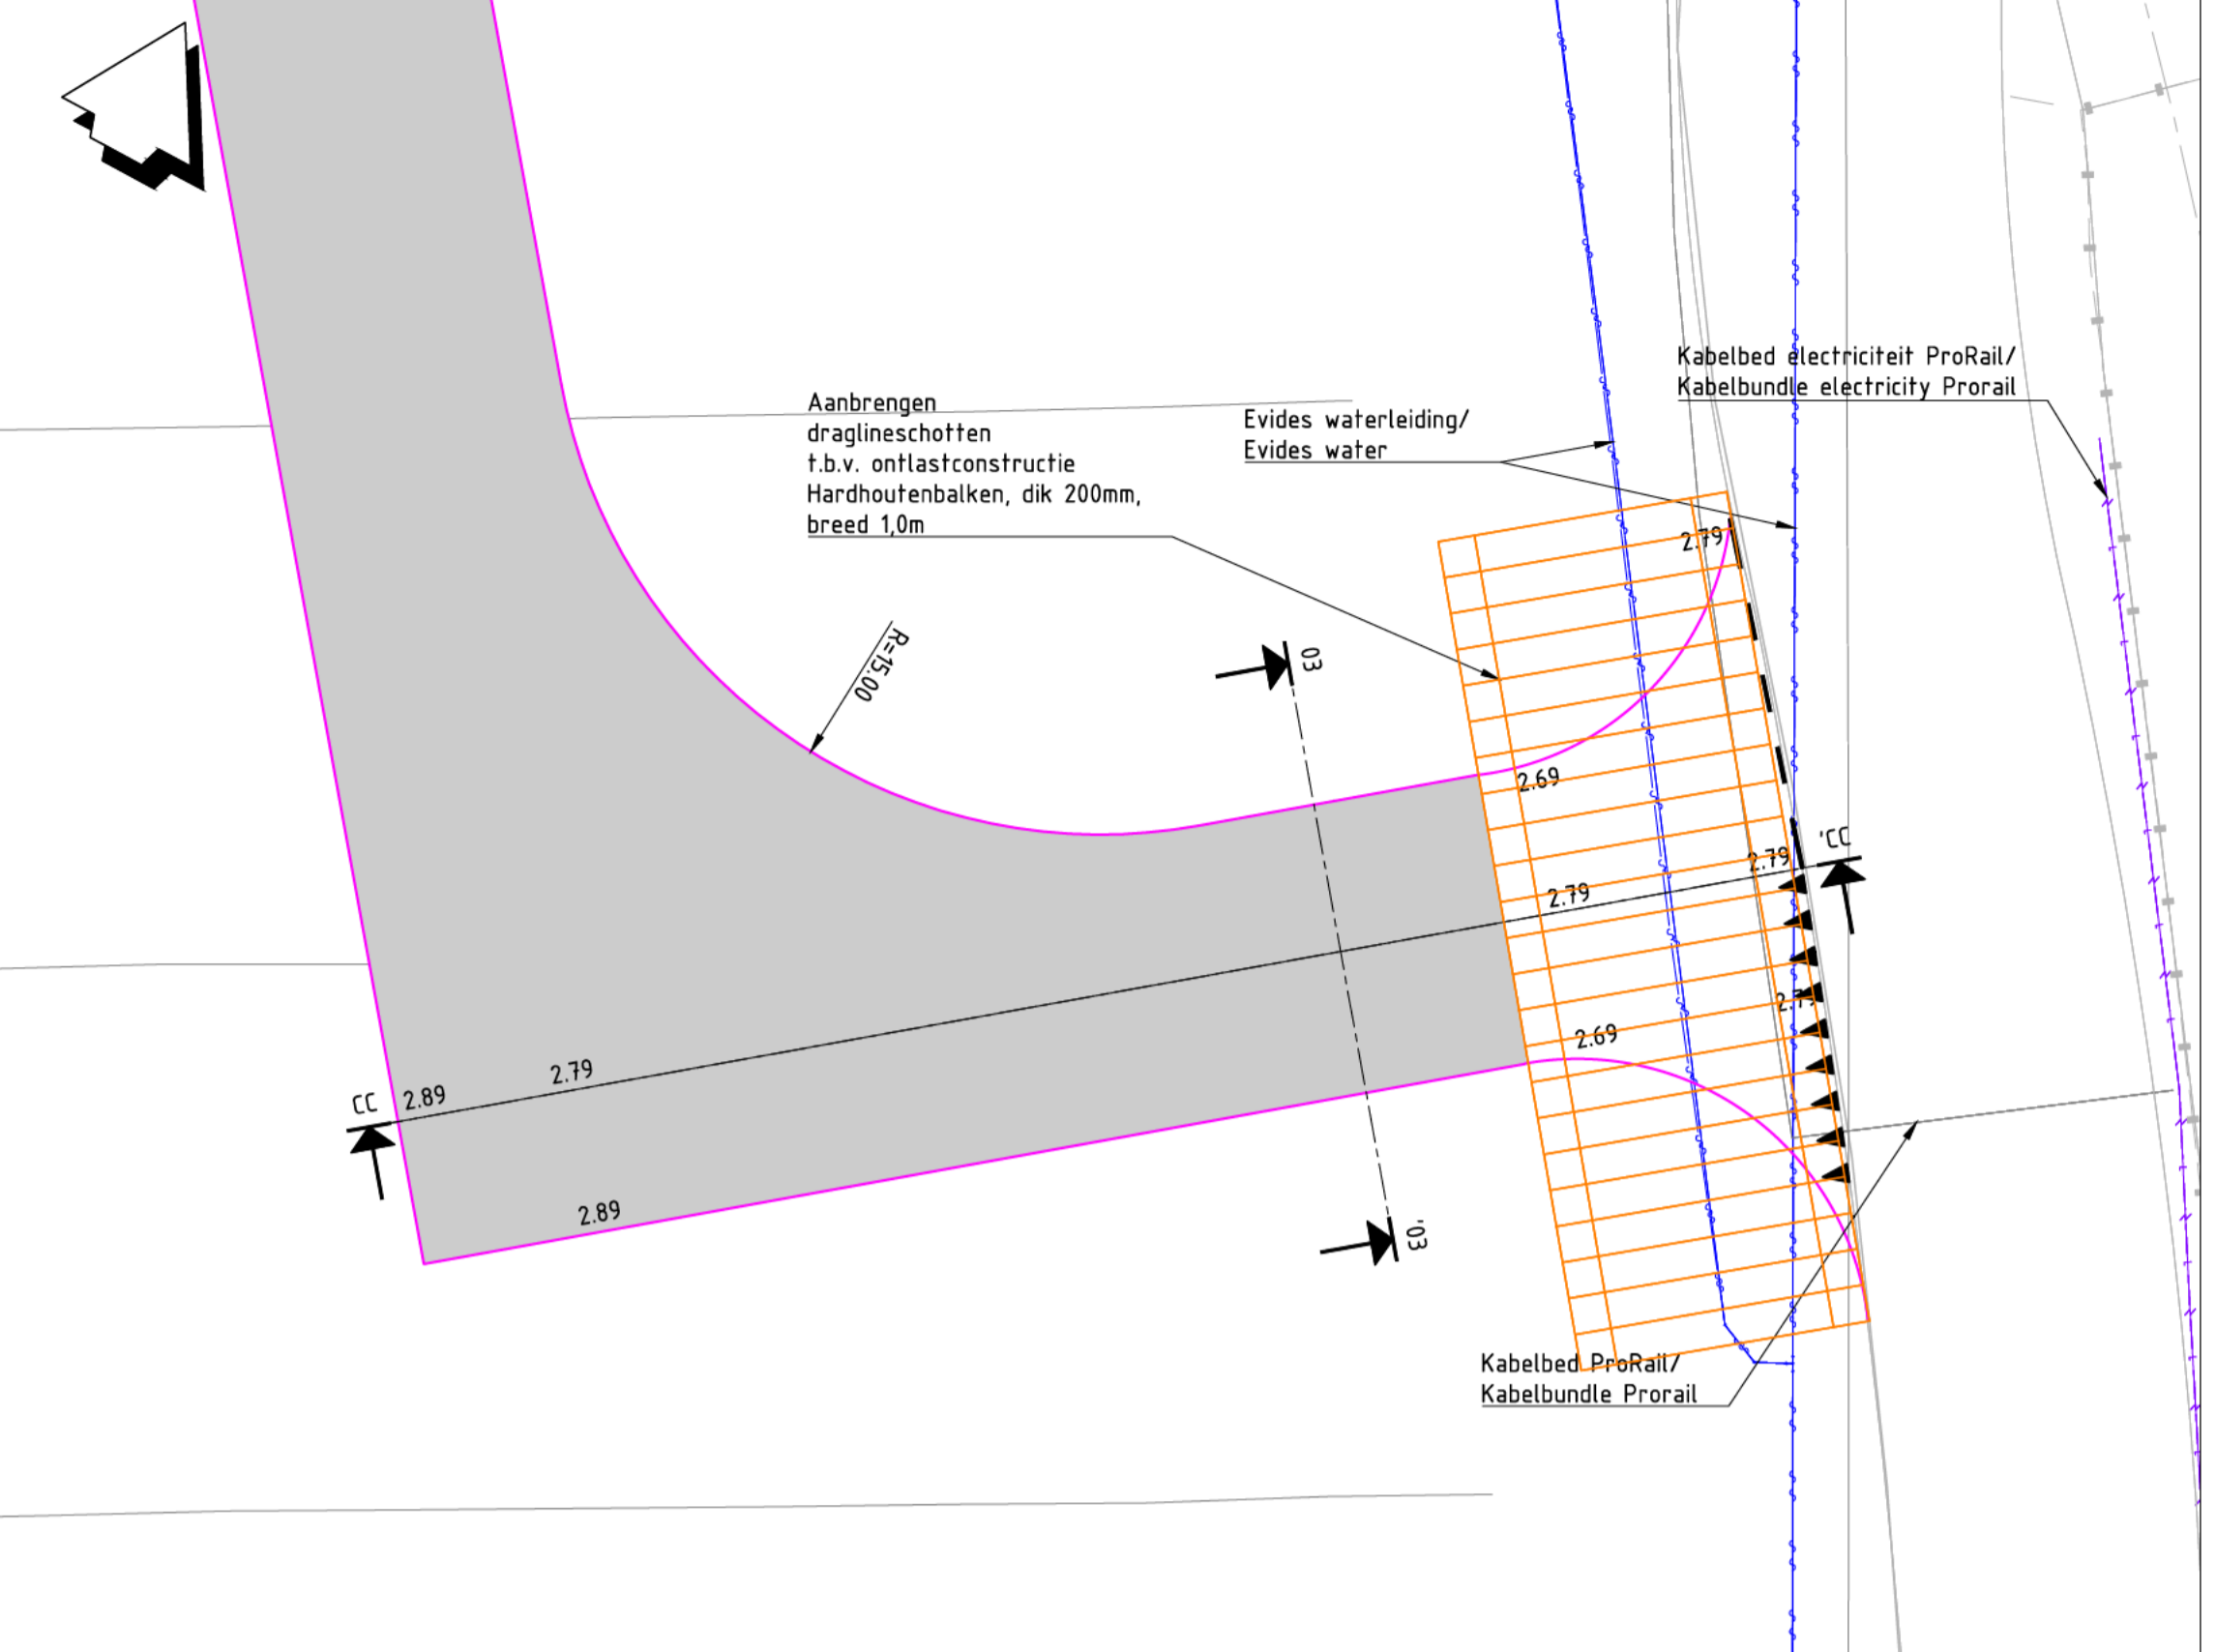 Kabelbed electriciteit ProRail/
Kabelbundle electricity Prorail
Aanbrengen
draglineschotten
t.b.v. ontlastconstructie
Hardhoutenbalken, dik 200mm,
breed 1,0m
Evides waterleiding/
Evides water
2.79
R=15.00
03
2.69
CC'
2.79
2.79
2.69
2.79
CC
2.89
2.89
03'
Kabelbed ProRail/
Kabelbundle Prorail